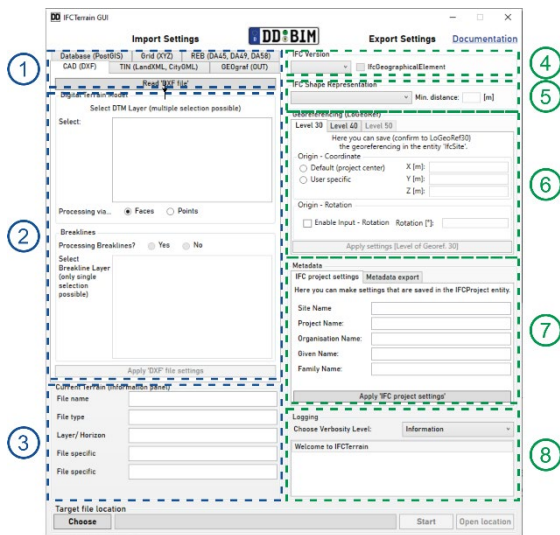 DD IFCTerrain GUI
Import Settings
DD BIM
Export Settings
Documentation
Database (PostGIS) Grid (XYZ) REB (DA45, DA49, DA58)
CAD (DXF) TIN (LandXML, CityGML) GEOgraf (OUT)
Read 'DXF file'
1
Digital Terrain Model
Select DTM Layer (multiple selection possible)
Select:
Processing via... Faces Points
Breaklines
Processing Breaklines? Yes No
Select
Breakline Layer
(only single
selection
possible)
Apply 'DXF' file settings
2
Current Terrain (Information panel)
File name
File type
Layer/ Horizon
File specific
File specific
3
IFC Version
IfcGeographicalElement
4
IFC Shape Representation
Min. distance: [m]
5
Georeferencing (LoGeoRef)
Level 30 Level 40 Level 50
Here you can save (confirm to LoGeoRef30)
the georeferencing in the entity 'IfcSite'.
Origin - Coordinate
Default (project center) X [m]:
User specific Y [m]:
Z [m]:
Origin - Rotation
Enable Input - Rotation Rotation [°]:
Apply settings (Level of Georef. 30)
6
Metadata
IFC project settings Metadata export
Here you can make settings that are saved in the IFCProject entity.
Site Name
Project Name:
Organisation Name:
Given Name:
Family Name:
Apply 'IFC project settings'
7
Logging
Choose Verbosity Level: Information
Welcome to IFCTerrain
8
Target file location
Choose Start Open location